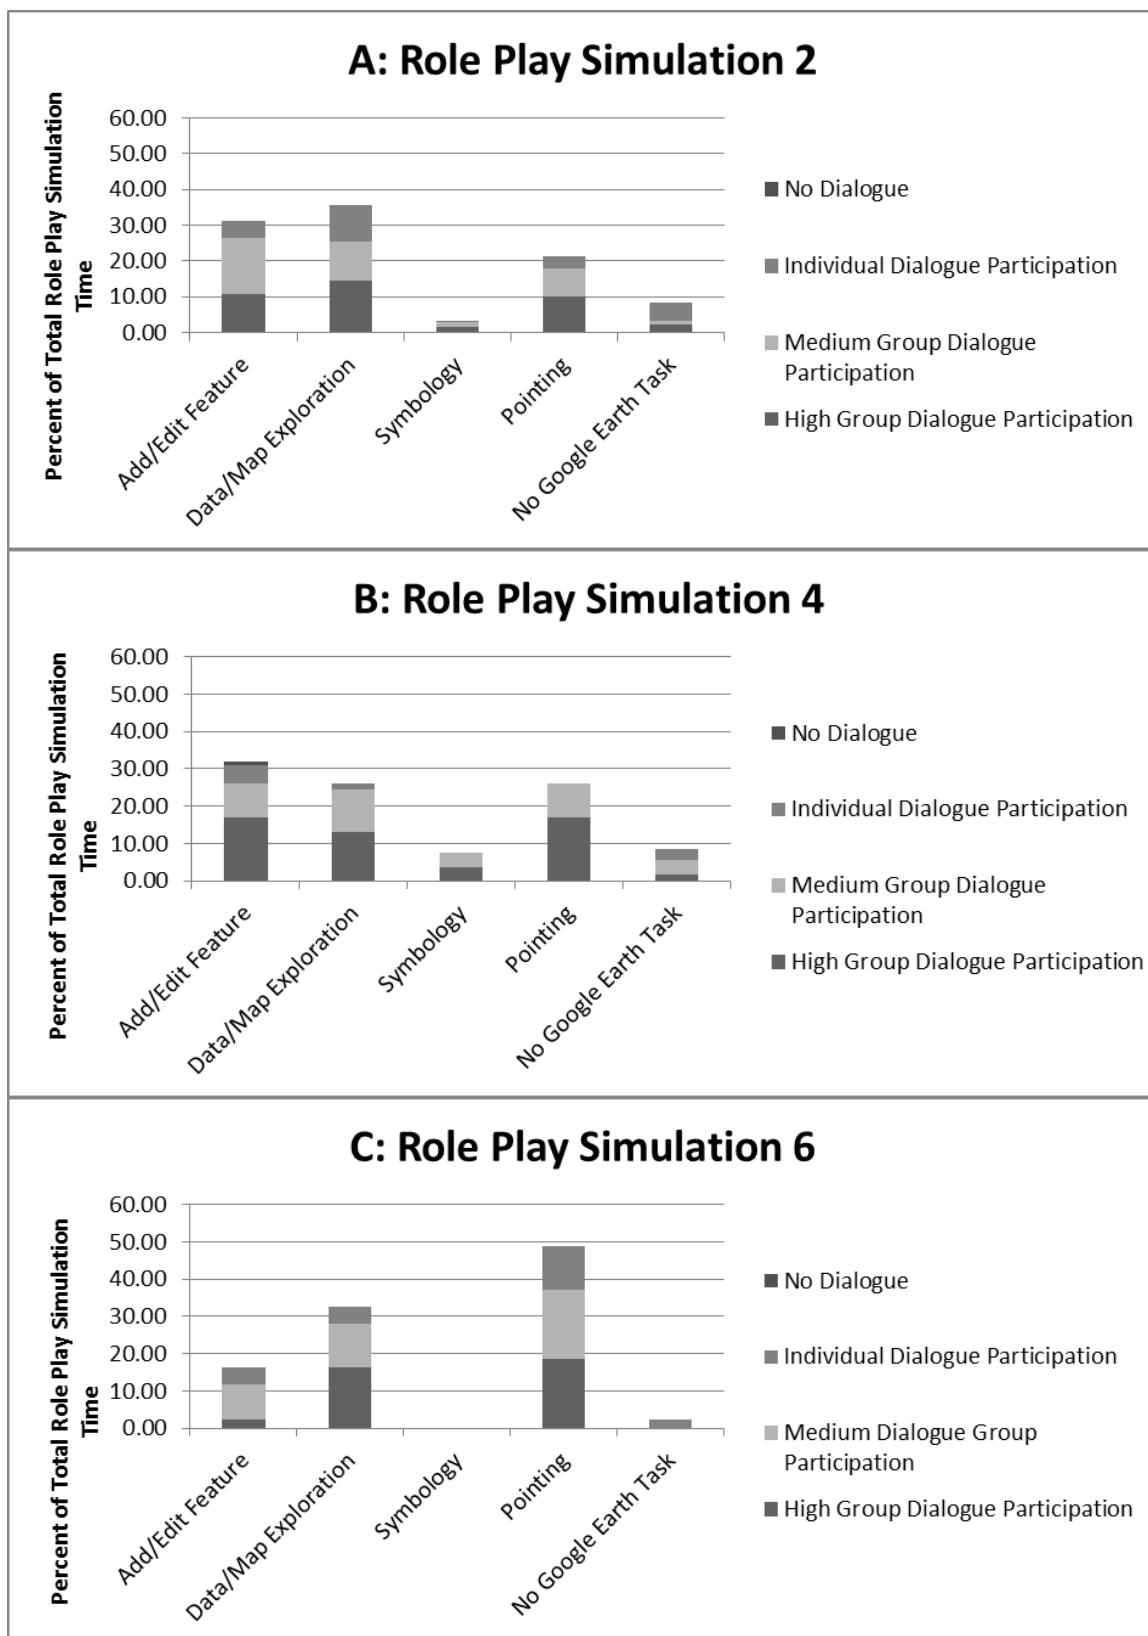 A: Role Play Simulation 2
Percent of Total Role Play Simulation
Time
60.00
50.00
40.00
30.00
20.00
10.00
0.00
Add/Edit Feature
Data/Map Exploration
Symbology
Pointing
No Google Earth Task
No Dialogue
Individual Dialogue Participation
Medium Group Dialogue
Participation
High Group Dialogue Participation
B: Role Play Simulation 4
Percent of Total Role Play Simulation
Time
60.00
50.00
40.00
30.00
20.00
10.00
0.00
Add/Edit Feature
Data/Map Exploration
Symbology
Pointing
No Google Earth Task
No Dialogue
Individual Dialogue Participation
Medium Group Dialogue
Participation
High Group Dialogue Participation
C: Role Play Simulation 6
Percent of Total Role Play Simulation
Time
60.00
50.00
40.00
30.00
20.00
10.00
0.00
Add/Edit Feature
Data/Map Exploration
Symbology
Pointing
No Google Earth Task
No Dialogue
Individual Dialogue Participation
Medium Dialogue Group
Participation
High Group Dialogue Participation